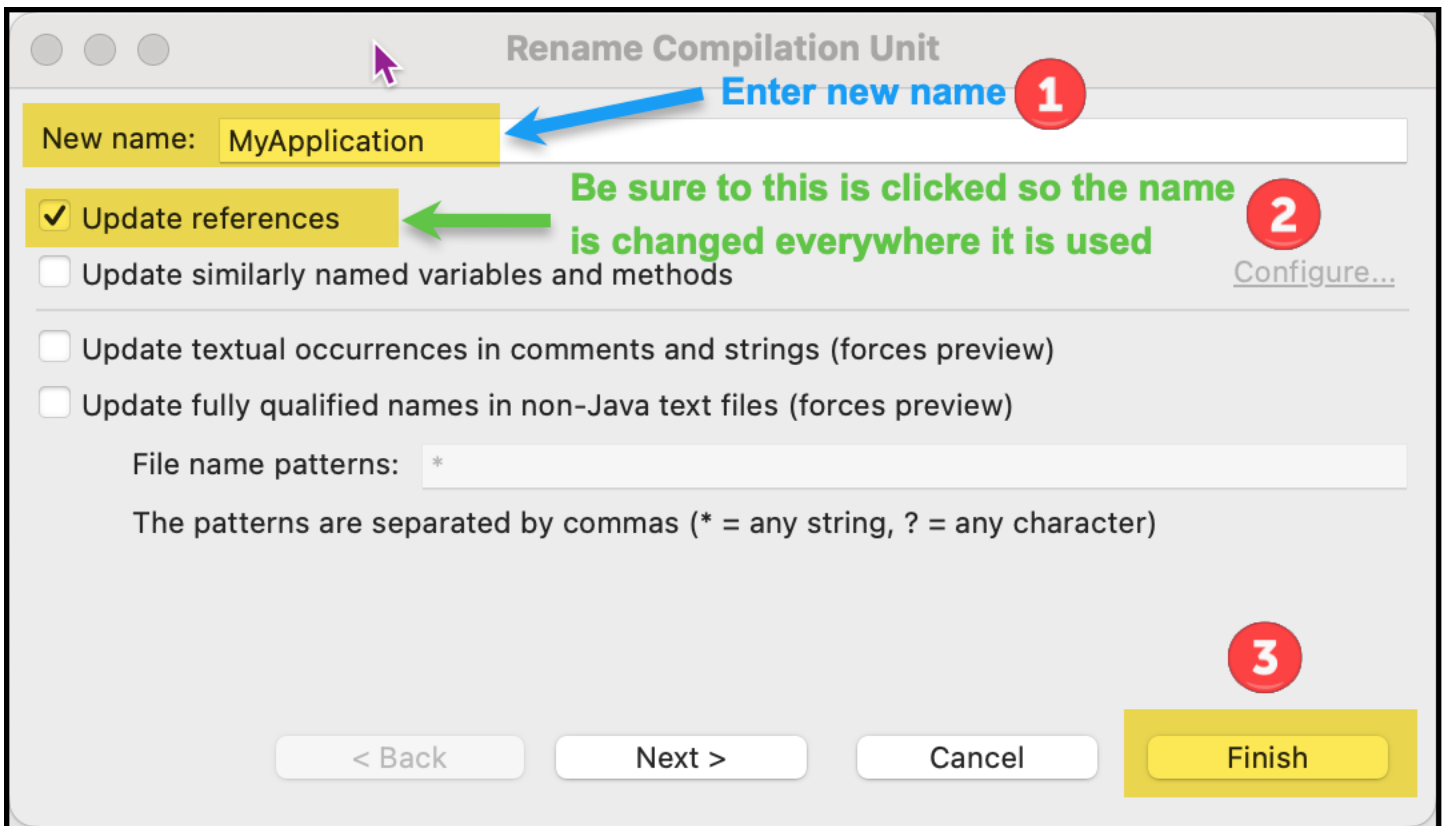 Rename Compilation Unit
Enter new name 1
New name: MyApplication
Be sure to this is clicked so the name 2
is changed everywhere it is used
Update references
Update similarly named variables and methods Configure...
Update textual occurrences in comments and strings (forces preview)
Update fully qualified names in non-Java text files (forces preview)
File name patterns: *
The patterns are separated by commas (* = any string, ? = any character)
3
< Back Next > Cancel Finish